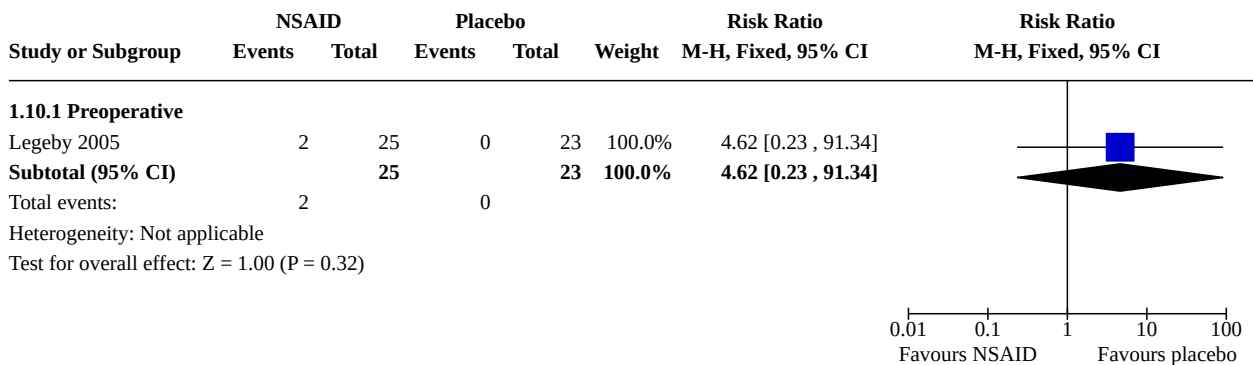 NSAID Placebo Risk Ratio Risk Ratio
Study or Subgroup Events Total Events Total Weight M-H, Fixed, 95% CI M-H, Fixed, 95% CI
1.10.1 Preoperative
Legeby 2005 2 25 0 23 100.0% 4.62 [0.23 , 91.34]
Subtotal (95% CI) 25 23 100.0% 4.62 [0.23 , 91.34]
Total events: 2 0
Heterogeneity: Not applicable
Test for overall effect: Z = 1.00 (P = 0.32)
0.01 0.1 1 10 100
Favours NSAID Favours placebo